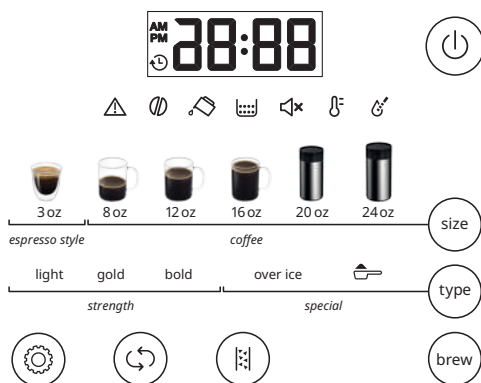 AM
PM
88:88
3 oz 8 oz 12 oz 16 oz 20 oz 24 oz
size
espresso style coffee
light gold bold over ice
type
strength special
brew